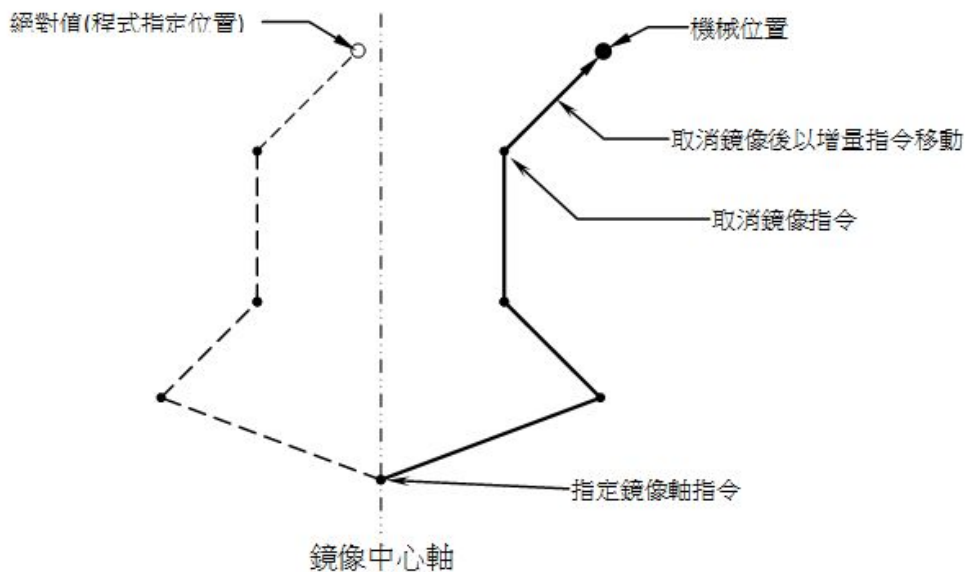 絕對值(程式指定位置)
機械位置
取消鏡像後以增量指令移動
取消鏡像指令
指定鏡像軸指令
鏡像中心軸